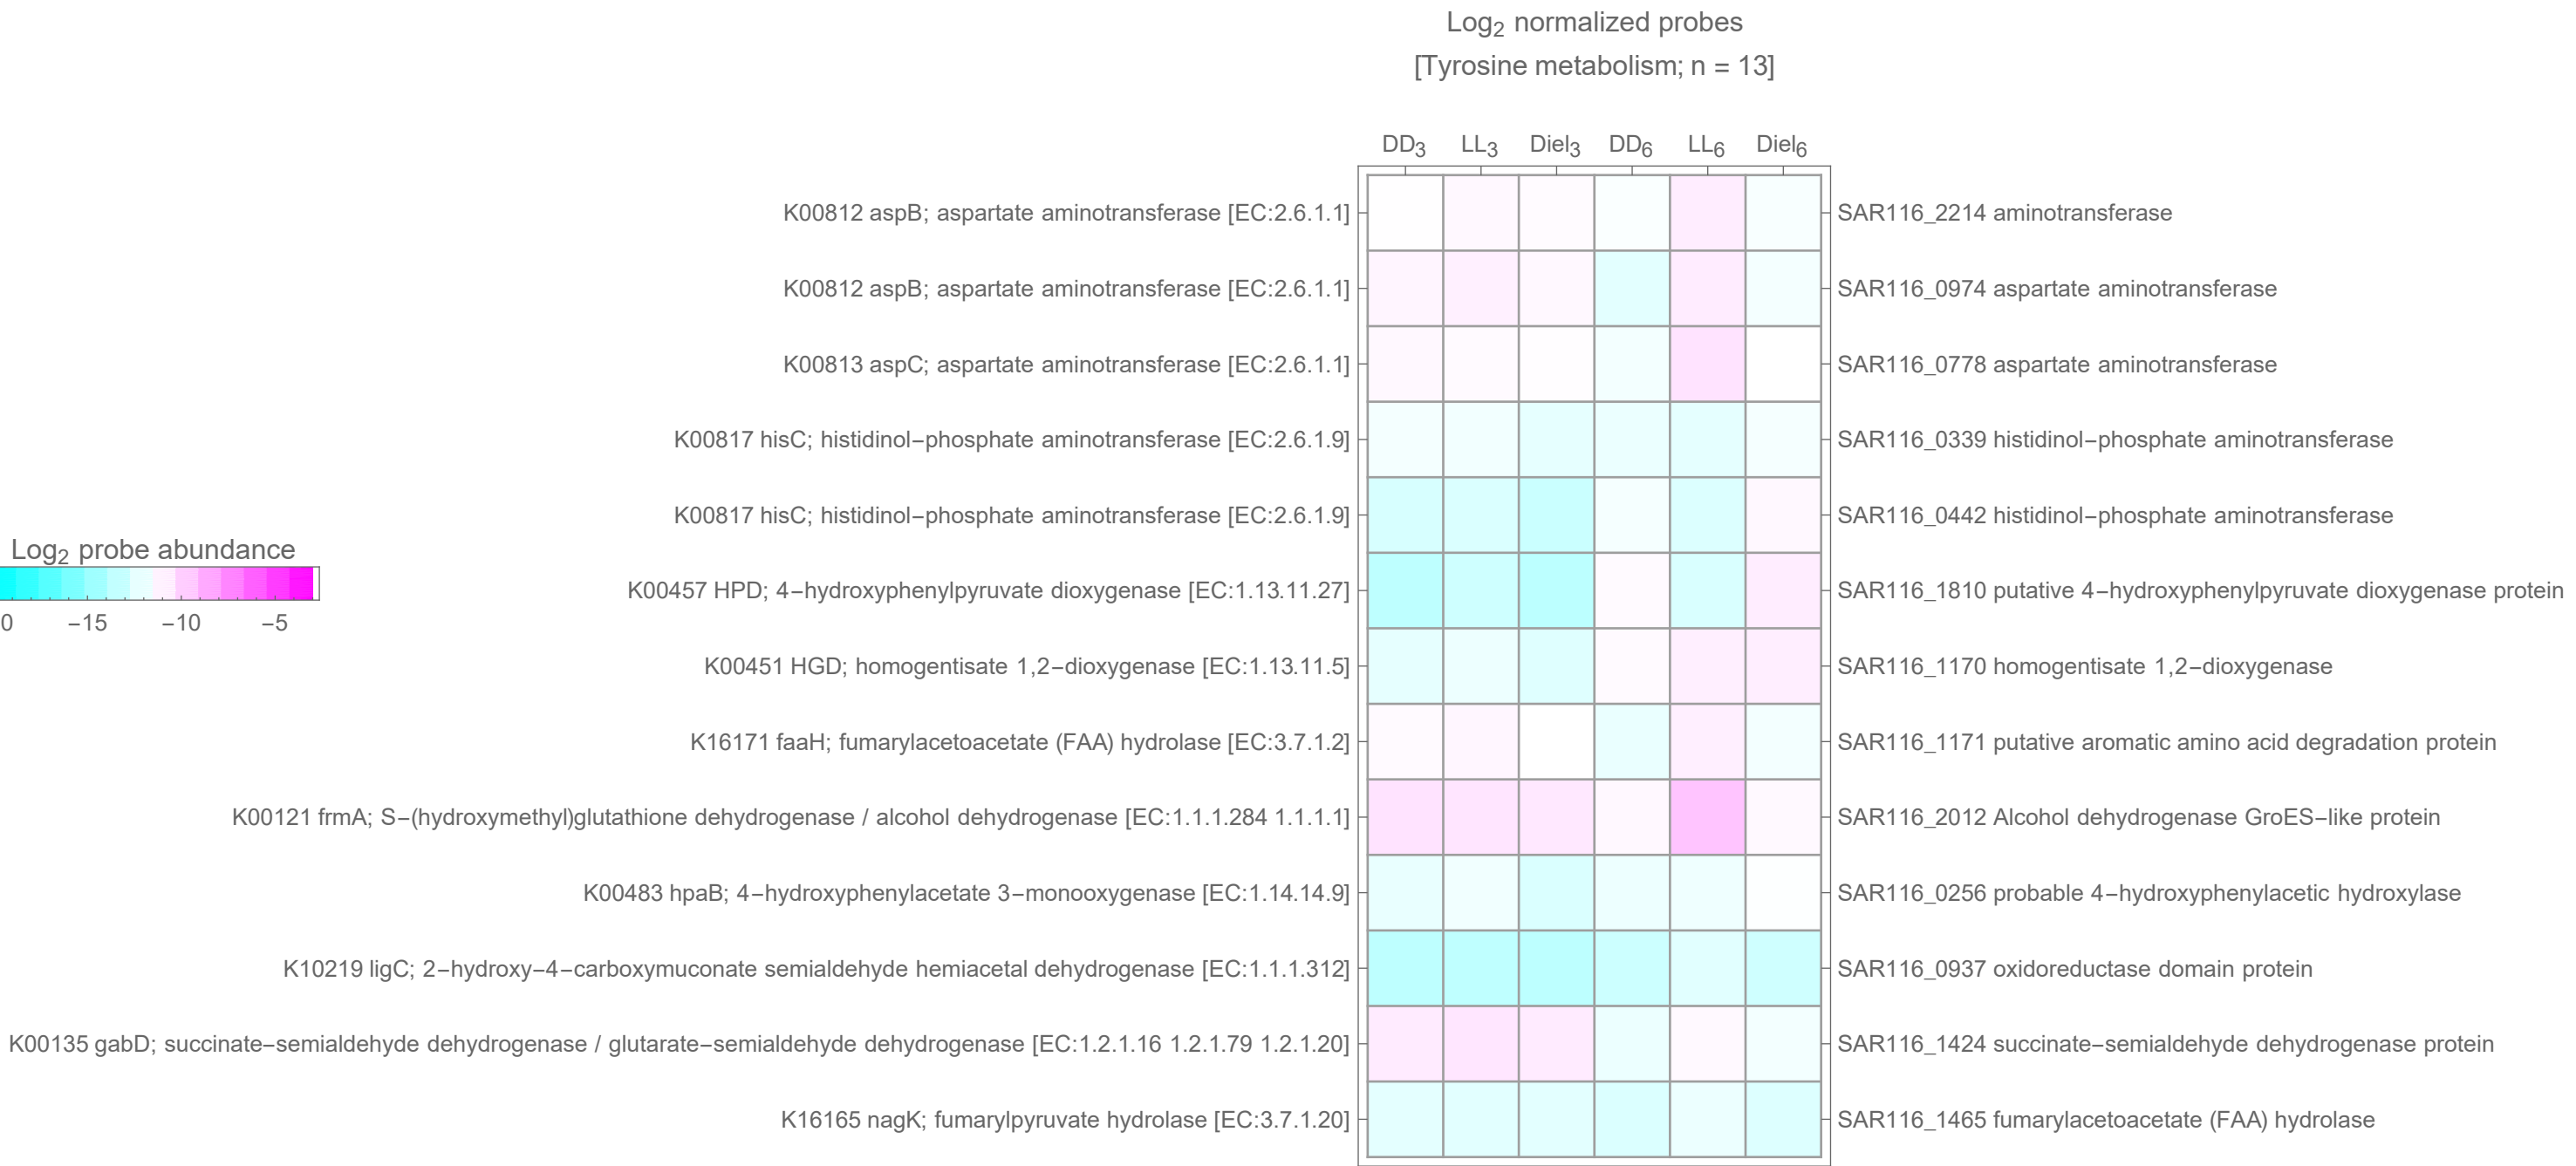 Log2 normalized probes
[Tyrosine metabolism; n = 13]
DD3 LL3 Diel3 DD6 LL6 Diel6
K00812 aspB; aspartate aminotransferase [EC:2.6.1.1] SAR116_2214 aminotransferase
K00812 aspB; aspartate aminotransferase [EC:2.6.1.1] SAR116_0974 aspartate aminotransferase
K00813 aspC; aspartate aminotransferase [EC:2.6.1.1] SAR116_0778 aspartate aminotransferase
K00817 hisC; histidinol−phosphate aminotransferase [EC:2.6.1.9] SAR116_0339 histidinol−phosphate aminotransferase
K00817 hisC; histidinol−phosphate aminotransferase [EC:2.6.1.9] SAR116_0442 histidinol−phosphate aminotransferase
Log2 probe abundance
0 −15 −10 −5
K00457 HPD; 4−hydroxyphenylpyruvate dioxygenase [EC:1.13.11.27] SAR116_1810 putative 4−hydroxyphenylpyruvate dioxygenase protein
K00451 HGD; homogentisate 1,2−dioxygenase [EC:1.13.11.5] SAR116_1170 homogentisate 1,2−dioxygenase
K16171 faaH; fumarylacetoacetate (FAA) hydrolase [EC:3.7.1.2] SAR116_1171 putative aromatic amino acid degradation protein
K00121 frmA; S−(hydroxymethyl)glutathione dehydrogenase / alcohol dehydrogenase [EC:1.1.1.284 1.1.1.1] SAR116_2012 Alcohol dehydrogenase GroES−like protein
K00483 hpaB; 4−hydroxyphenylacetate 3−monooxygenase [EC:1.14.14.9] SAR116_0256 probable 4−hydroxyphenylacetic hydroxylase
K10219 ligC; 2−hydroxy−4−carboxymuconate semialdehyde hemiacetal dehydrogenase [EC:1.1.1.312] SAR116_0937 oxidoreductase domain protein
K00135 gabD; succinate−semialdehyde dehydrogenase / glutarate−semialdehyde dehydrogenase [EC:1.2.1.16 1.2.1.79 1.2.1.20] SAR116_1424 succinate−semialdehyde dehydrogenase protein
K16165 nagK; fumarylpyruvate hydrolase [EC:3.7.1.20] SAR116_1465 fumarylacetoacetate (FAA) hydrolase